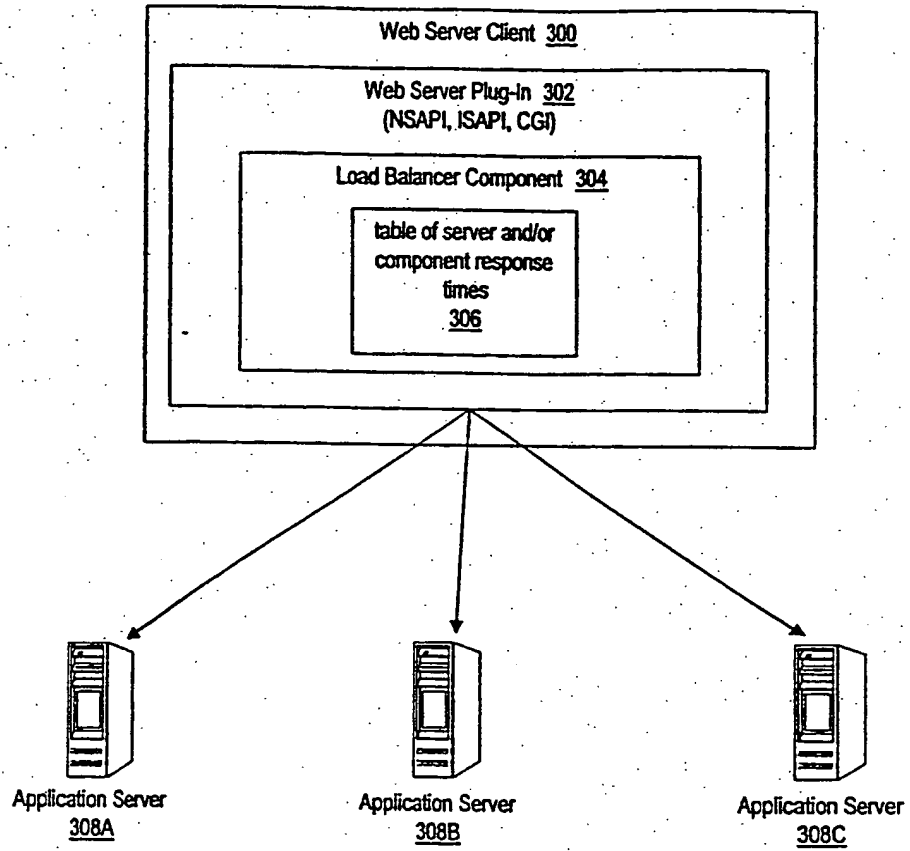 Web Server Client 300
Web Server Plug-In 302
(NSAPI, ISAPI, CGI)
Load Balancer Component 304
table of server and/or
component response
times
306
Application Server
308A
Application Server
308B
Application Server
308C